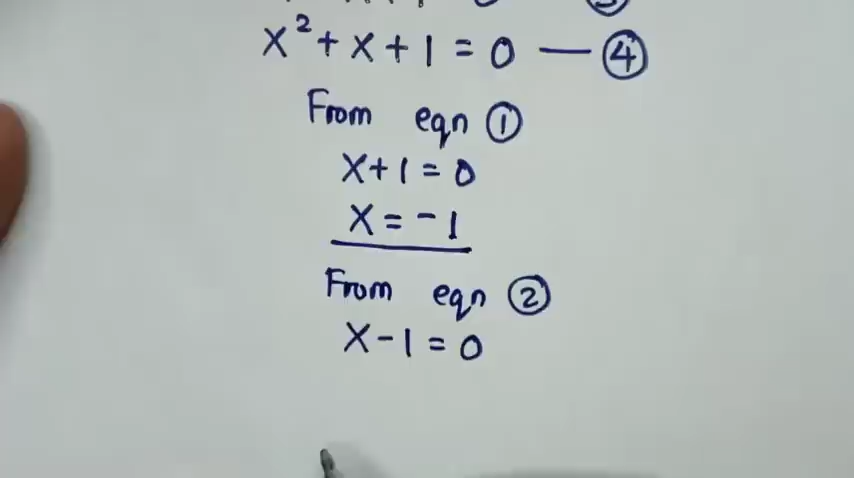 x² + x + 1 = 0 — ④
From eqn ①
x + 1 = 0
x = -1
From eqn ②
x - 1 = 0